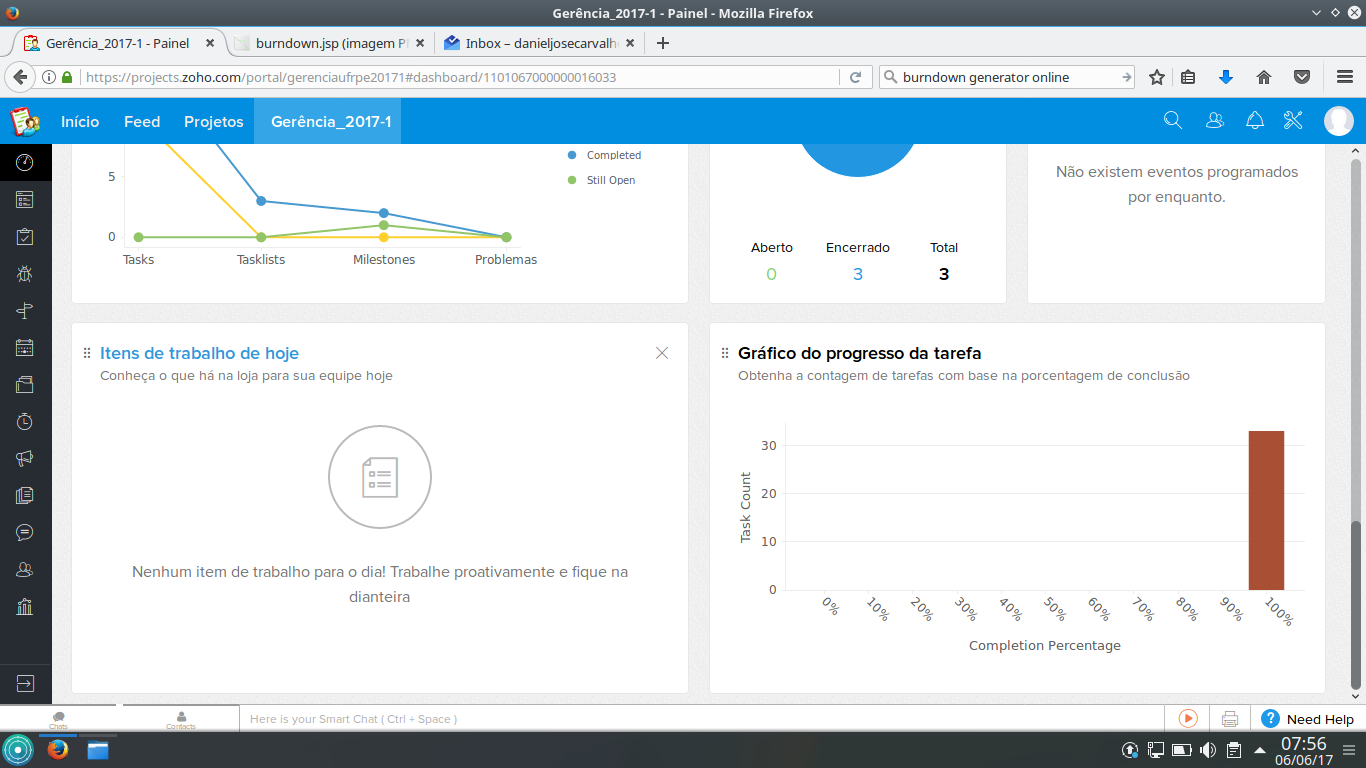 Gerência_2017-1 - Painel - Mozilla Firefox
Gerência_2017-1 - Painel
burndown.jsp (imagem
Inbox – danieljosecarvalh
https://projects.zoho.com/portal/gerenciaufrpe20171#dashboard/1101067000000016033
burndown generator online
Início Feed Projetos Gerência_2017-1
5
0
Tasks Tasklists Milestones Problemas
Completed
Still Open
Aberto Encerrado Total
0 3 3
Não existem eventos programados
por enquanto.
Itens de trabalho de hoje
Conheça o que há na loja para sua equipe hoje
Nenhum item de trabalho para o dia! Trabalhe proativamente e fique na
dianteira
Gráfico do progresso da tarefa
Obtenha a contagem de tarefas com base na porcentagem de conclusão
Task Count
30
20
10
0
0% 10% 20% 30% 40% 50% 60% 70% 80% 90% 100%
Completion Percentage
Chats
Contacts
Here is your Smart Chat ( Ctrl + Space )
? Need Help
07:56
06/06/17